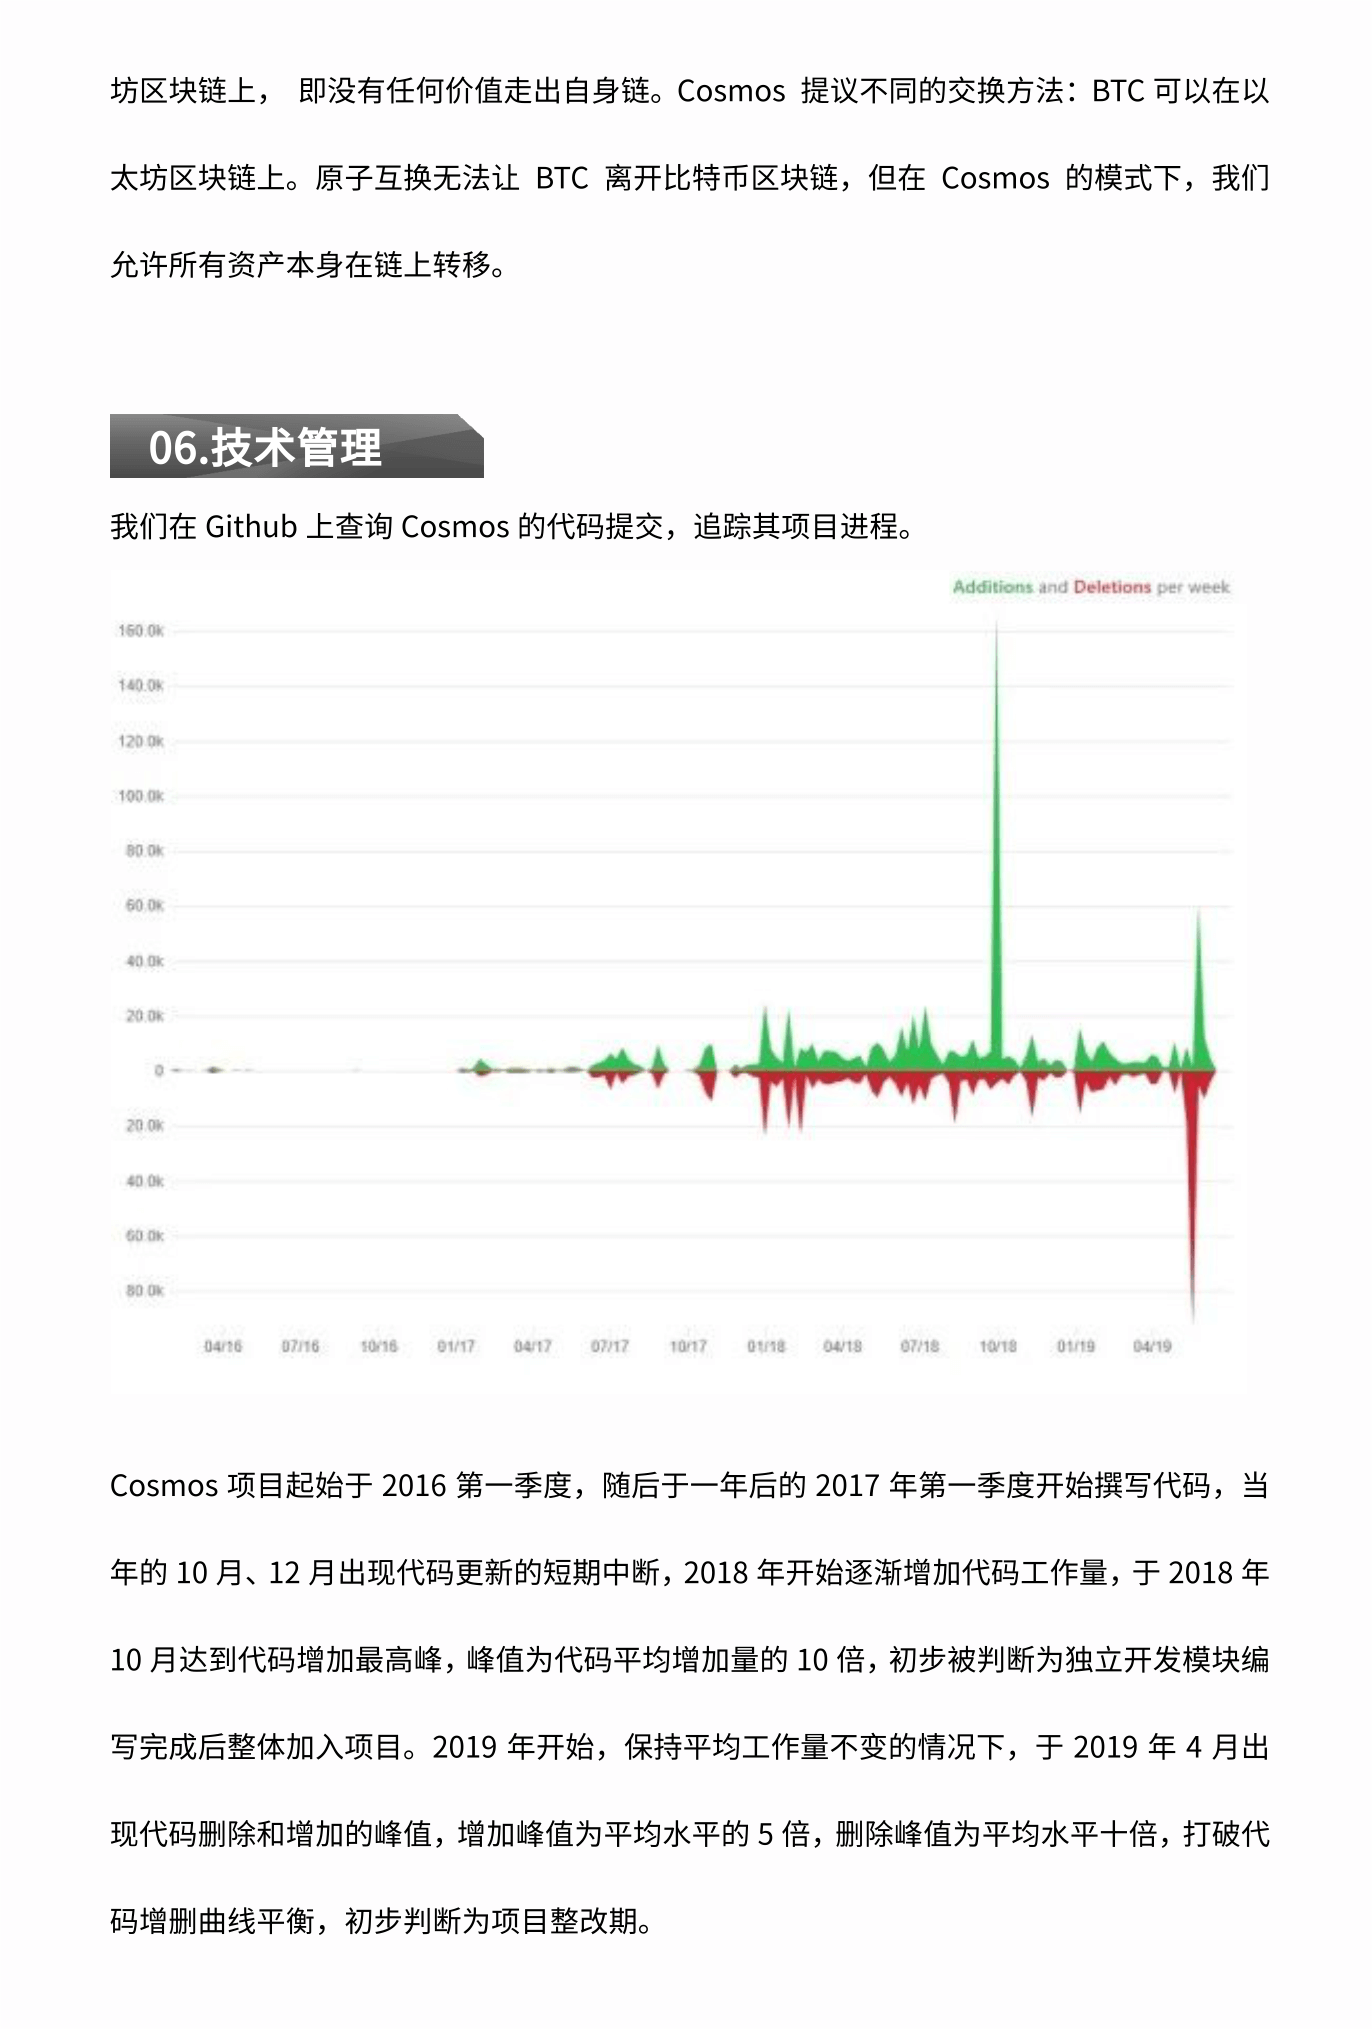 坊区块链上， 即没有任何价值走出自身链。Cosmos 提议不同的交换方法：BTC 可以在以
太坊区块链上。原子互换无法让 BTC 离开比特币区块链，但在 Cosmos 的模式下，我们
允许所有资产本身在链上转移。
06.技术管理
我们在 Github 上查询 Cosmos 的代码提交，追踪其项目进程。
Additions and Deletions per week
160.0k
140.0k
120.0k
100.0k
80.0k
60.0k
40.0k
20.0k
0
20.0k
40.0k
60.0k
80.0k
04/16 07/16 10/16 01/17 04/17 07/17 10/17 01/18 04/18 07/18 10/18 01/19 04/19
Cosmos 项目起始于 2016 第一季度，随后于一年后的 2017 年第一季度开始撰写代码，当
年的 10 月、12 月出现代码更新的短期中断，2018 年开始逐渐增加代码工作量，于 2018 年
10 月达到代码增加最高峰，峰值为代码平均增加量的 10 倍，初步被判断为独立开发模块编
写完成后整体加入项目。2019 年开始，保持平均工作量不变的情况下，于 2019 年 4 月出
现代码删除和增加的峰值，增加峰值为平均水平的 5 倍，删除峰值为平均水平十倍，打破代
码增删曲线平衡，初步判断为项目整改期。